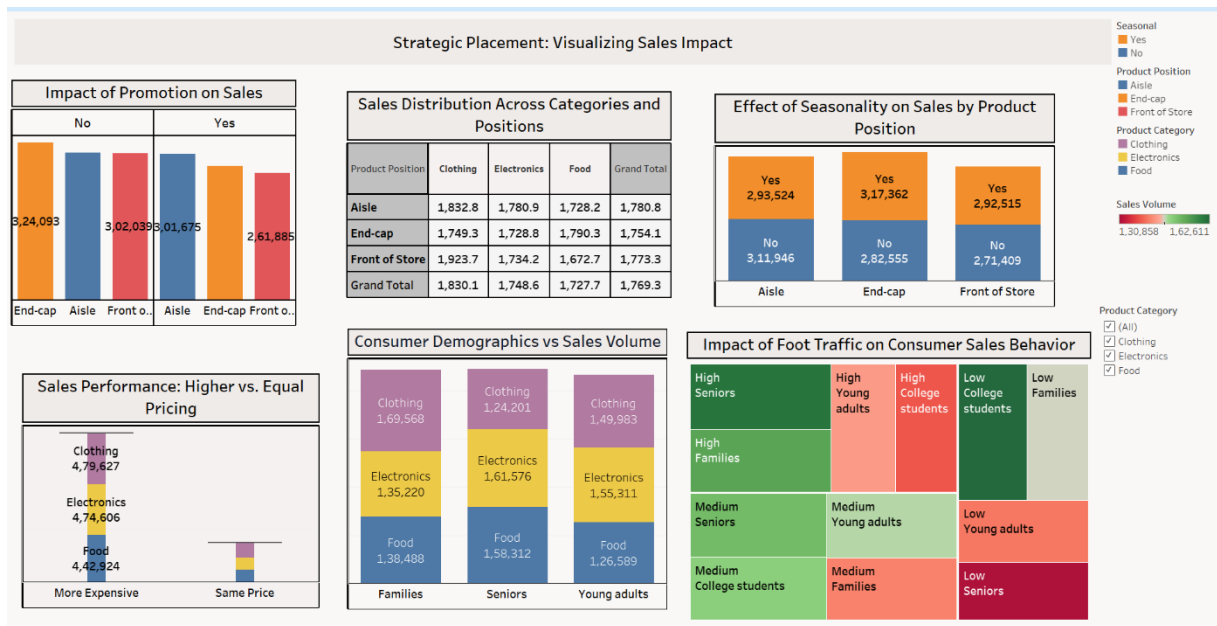 Strategic Placement: Visualizing Sales Impact
Seasonal
Yes
No
Product Position
Aisle
End-cap
Front of Store
Product Category
Clothing
Electronics
Food
Sales Volume
1,30,858 1,62,611
Product Category
(All)
Clothing
Electronics
Food
Impact of Promotion on Sales
No Yes
3,24,093 3,02,039 3,01,675 2,61,885
End-cap Aisle Front o.. Aisle End-cap Front o..
Sales Distribution Across Categories and
Positions
Product Position Clothing Electronics Food Grand Total
Aisle 1,832.8 1,780.9 1,728.2 1,780.8
End-cap 1,749.3 1,728.8 1,790.3 1,754.1
Front of Store 1,923.7 1,734.2 1,672.7 1,773.3
Grand Total 1,830.1 1,748.6 1,727.7 1,769.3
Effect of Seasonality on Sales by Product
Position
Yes Yes Yes
2,93,524 3,17,362 2,92,515
No No No
3,11,946 2,82,555 2,71,409
Aisle End-cap Front of Store
Sales Performance: Higher vs. Equal
Pricing
Clothing
4,79,627
Electronics
4,74,606
Food
4,42,924
More Expensive Same Price
Consumer Demographics vs Sales Volume
Clothing Clothing Clothing
1,69,568 1,24,201 1,49,983
Electronics Electronics Electronics
1,35,220 1,61,576 1,55,311
Food Food Food
1,38,488 1,58,312 1,26,589
Families Seniors Young adults
Impact of Foot Traffic on Consumer Sales Behavior
High
Seniors
High
Families
High
Young
adults
High
College
students
Low
College
students
Low
Families
Medium
Seniors
Medium
Young adults
Medium
College students
Medium
Families
Low
Young adults
Low
Seniors